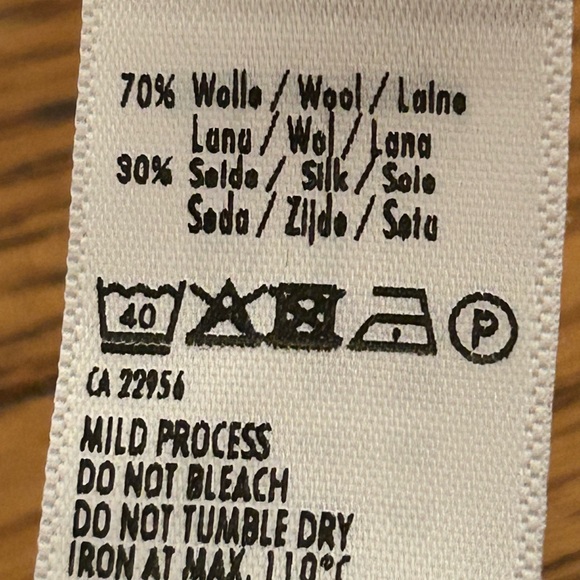 70% Wolle / Wool / Laine
Lana / Wol / Lana
30% Seide / Silk / Soie
Seda / Zijde / Seta
40 P
CA 22956
MILD PROCESS
DO NOT BLEACH
DO NOT TUMBLE DRY
IRON AT MAX. 110°C